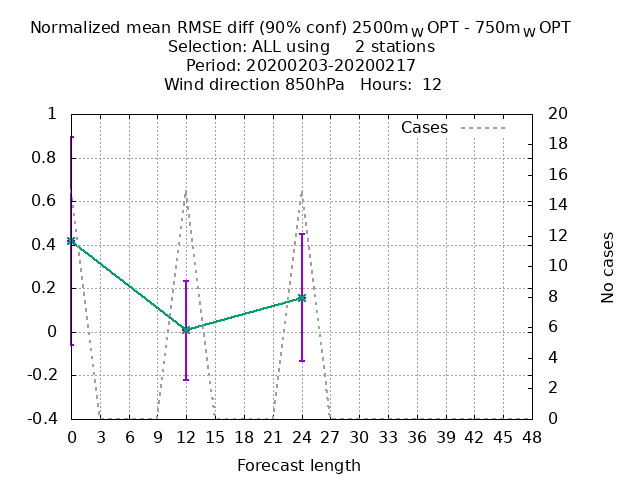 Normalized mean RMSE diff (90% conf) 2500m_W OPT - 750m_W OPT
Selection: ALL using 2 stations
Period: 20200203-20200217
Wind direction 850hPa Hours: 12
Cases
1
0.8
0.6
0.4
0.2
0
-0.2
-0.4
20
18
16
14
12
10
8
6
4
2
0
No cases
0 3 6 9 12 15 18 21 24 27 30 33 36 39 42 45 48
Forecast length